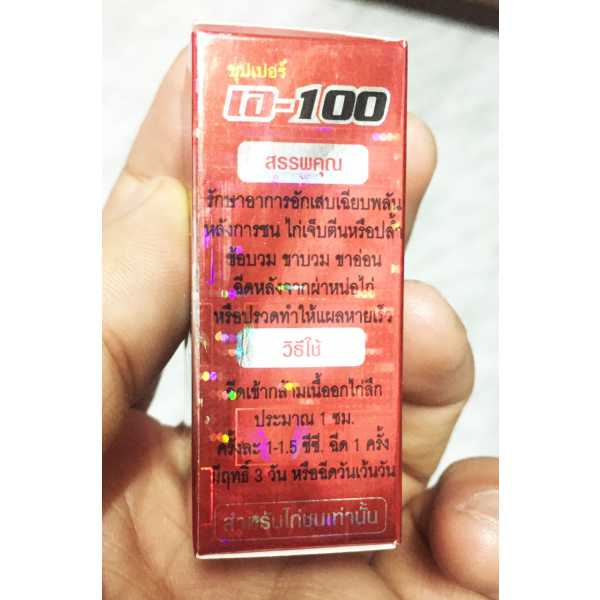 ซุปเปอร์
เอ-100
สรรพคุณ
รักษาอาการอักเสบเฉียบพลัน
หลังการชน ไก่เจ็บตีนหรือปล้ำ
ข้อบวม ขาบวม ขาอ่อน
ฉีดหลังจากผ่าหน่อไก่
หรือปรวดทำให้แผลหายเร็ว
วิธีใช้
ฉีดเข้ากล้ามเนื้ออกไก่ลึก
ประมาณ 1 ซม.
ครั้งละ 1-1.5 ซีซี. ฉีด 1 ครั้ง
มีฤทธิ์ 3 วัน หรือฉีดวันเว้นวัน
สำหรับไก่ชนเท่านั้น